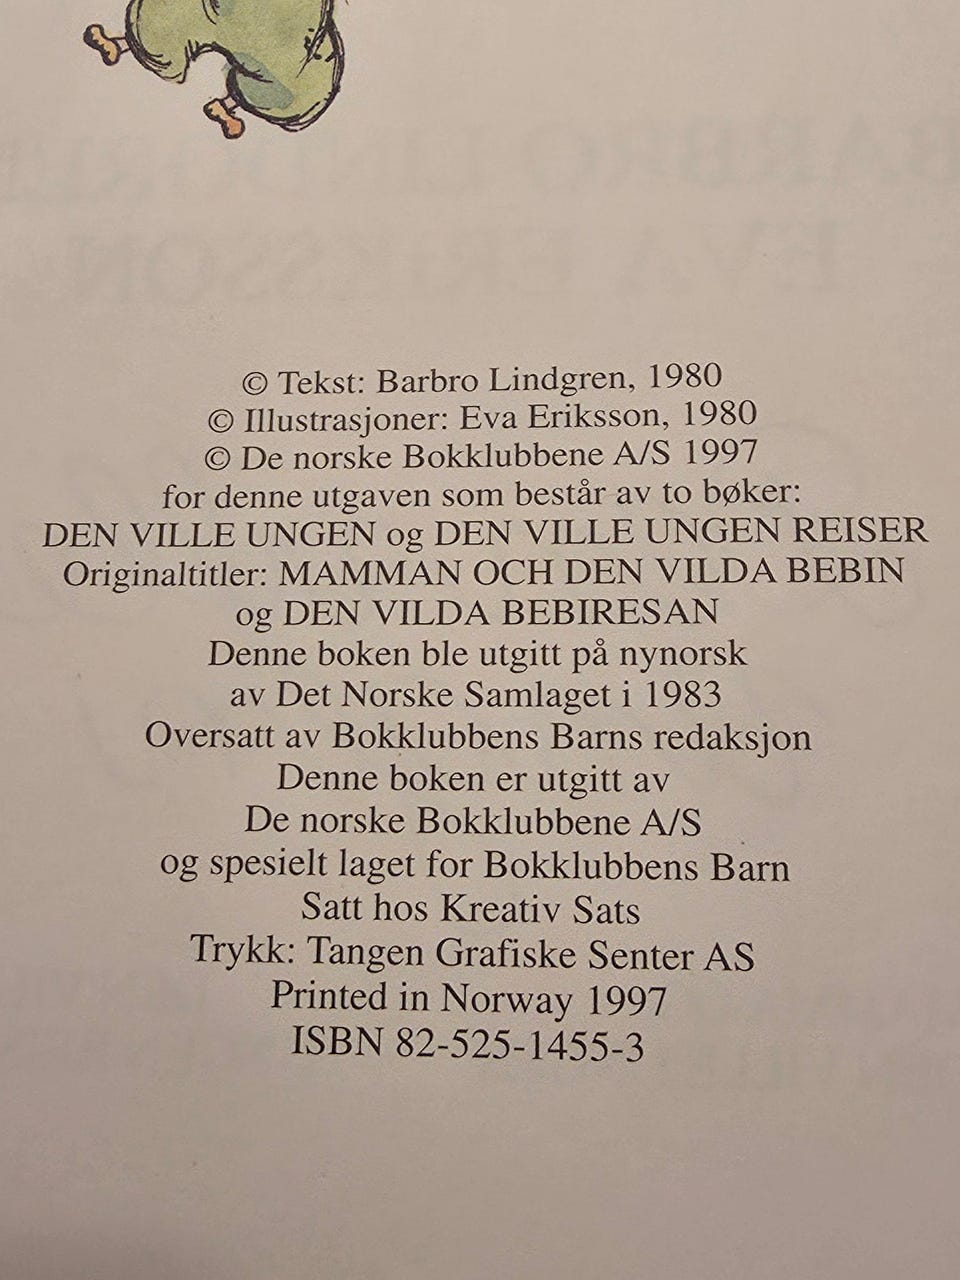 © Tekst: Barbro Lindgren, 1980
© Illustrasjoner: Eva Eriksson, 1980
© De norske Bokklubbene A/S 1997
for denne utgaven som består av to bøker:
DEN VILLE UNGEN og DEN VILLE UNGEN REISER
Originaltitler: MAMMAN OCH DEN VILDA BEBIN
og DEN VILDA BEBIRESAN
Denne boken ble utgitt på nynorsk
av Det Norske Samlaget i 1983
Oversatt av Bokklubbens Barns redaksjon
Denne boken er utgitt av
De norske Bokklubbene A/S
og spesielt laget for Bokklubbens Barn
Satt hos Kreativ Sats
Trykk: Tangen Grafiske Senter AS
Printed in Norway 1997
ISBN 82-525-1455-3